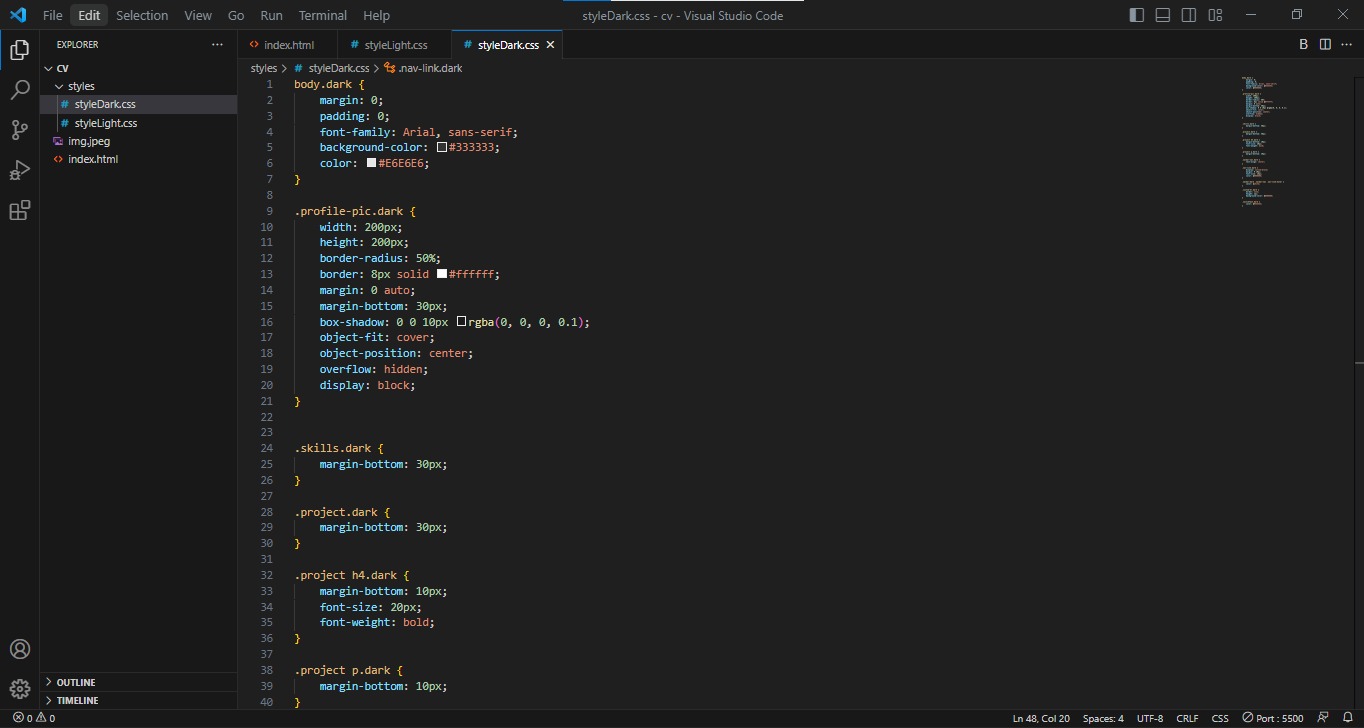 File Edit Selection View Go Run Terminal Help
styleDark.css - cv - Visual Studio Code
EXPLORER
CV
styles
# styleDark.css
# styleLight.css
img.jpeg
<> index.html
OUTLINE
TIMELINE
<> index.html
# styleLight.css
# styleDark.css
B
styles > # styleDark.css > .nav-link.dark
1 body.dark {
2 margin: 0;
3 padding: 0;
4 font-family: Arial, sans-serif;
5 background-color: #333333;
6 color: #E6E6E6;
7 }
8
9 .profile-pic.dark {
10 width: 200px;
11 height: 200px;
12 border-radius: 50%;
13 border: 8px solid #ffffff;
14 margin: 0 auto;
15 margin-bottom: 30px;
16 box-shadow: 0 0 10px rgba(0, 0, 0, 0.1);
17 object-fit: cover;
18 object-position: center;
19 overflow: hidden;
20 display: block;
21 }
22
23
24 .skills.dark {
25 margin-bottom: 30px;
26 }
27
28 .project.dark {
29 margin-bottom: 30px;
30 }
31
32 .project h4.dark {
33 margin-bottom: 10px;
34 font-size: 20px;
35 font-weight: bold;
36 }
37
38 .project p.dark {
39 margin-bottom: 10px;
40 }
0 0
Ln 48, Col 20 Spaces: 4 UTF-8 CRLF CSS Port : 5500